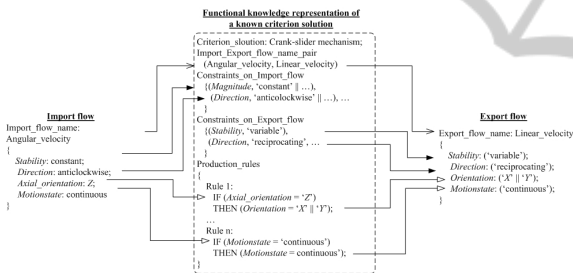 Functional knowledge representation of
a known criterion solution
Criterion_sloution: Crank-slider mechanism;
Import_Export_flow_name_pair
(Angular_velocity, Linear_velocity)
Constraints_on_Import_flow
{(Magnitude, 'constant' || …),
(Direction, 'anticolockwise' || …), …
}
Constraints_on_Export_flow
{(Stability, 'variable'),
(Direction, 'reciprocating', …
}
Production_rules
{
Rule 1:
IF (Axial_orientation = 'Z')
THEN (Orientation = 'X' || 'Y');
…
Rule n:
IF (Motionstate = 'continuous')
THEN (Motionstate = continuous');
}
Import flow
Import_flow_name:
Angular_velocity
{
Stability: constant;
Direction: anticlockwise;
Axial_orientation: Z;
Motionstate: continuous
}
Export flow
Export_flow_name: Linear_velocity
{
Stability: ('variable');
Direction: ('reciprocating');
Orientation: ('X' || 'Y');
Motionstate: ('continuous');
}